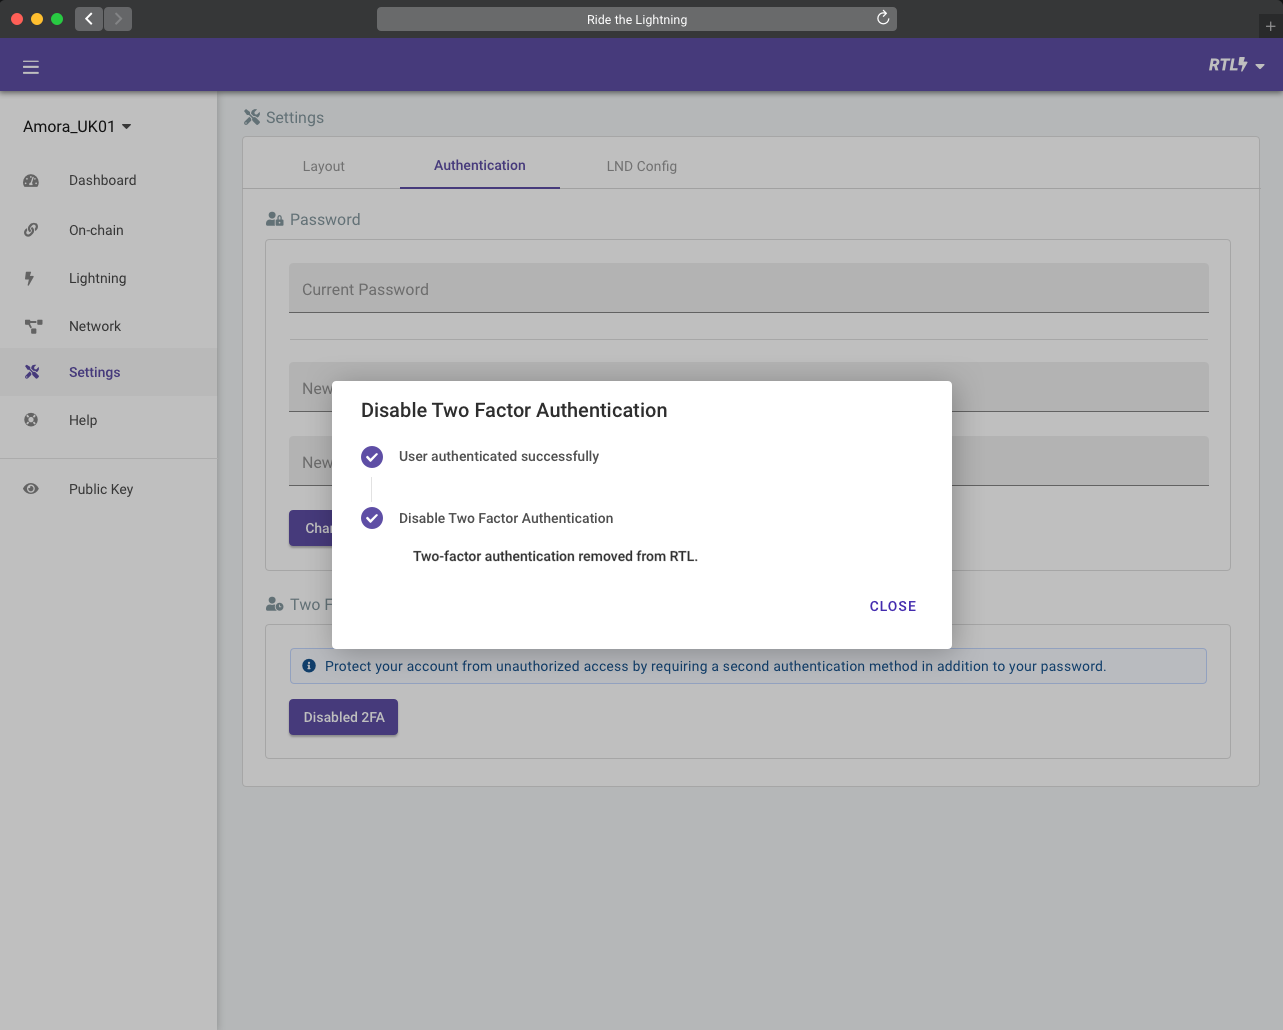 Ride the Lightning
RTL
Amora_UK01
Dashboard
On-chain
Lightning
Network
Settings
Help
Public Key
Settings
Layout
Authentication
LND Config
Password
Current Password
New
New
Disable Two Factor Authentication
User authenticated successfully
Disable Two Factor Authentication
Two-factor authentication removed from RTL.
CLOSE
Two
Protect your account from unauthorized access by requiring a second authentication method in addition to your password.
Disabled 2FA